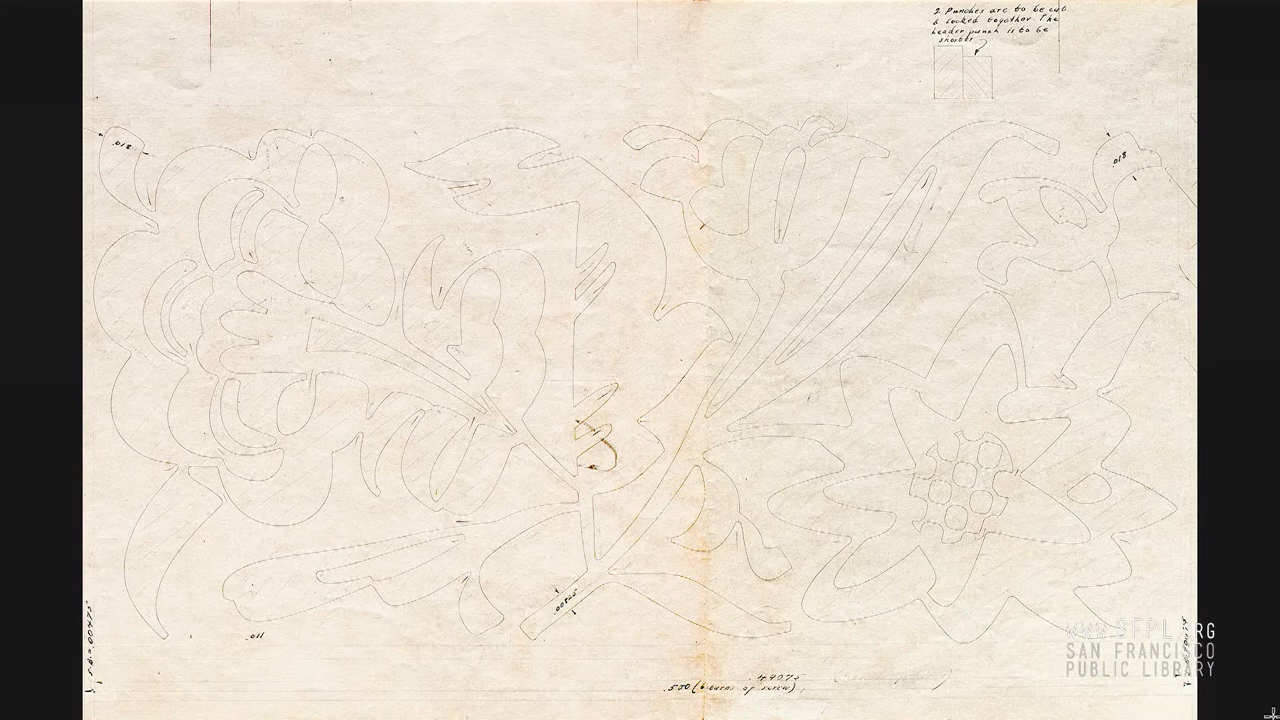 2 Punches are to be cut
& locked together. The
header punch is to be
shorter
.018
.018
.00525
.011
.49075
.550 (6 turns of screw)
WWW.SFPL.ORG
SAN FRANCISCO
PUBLIC LIBRARY